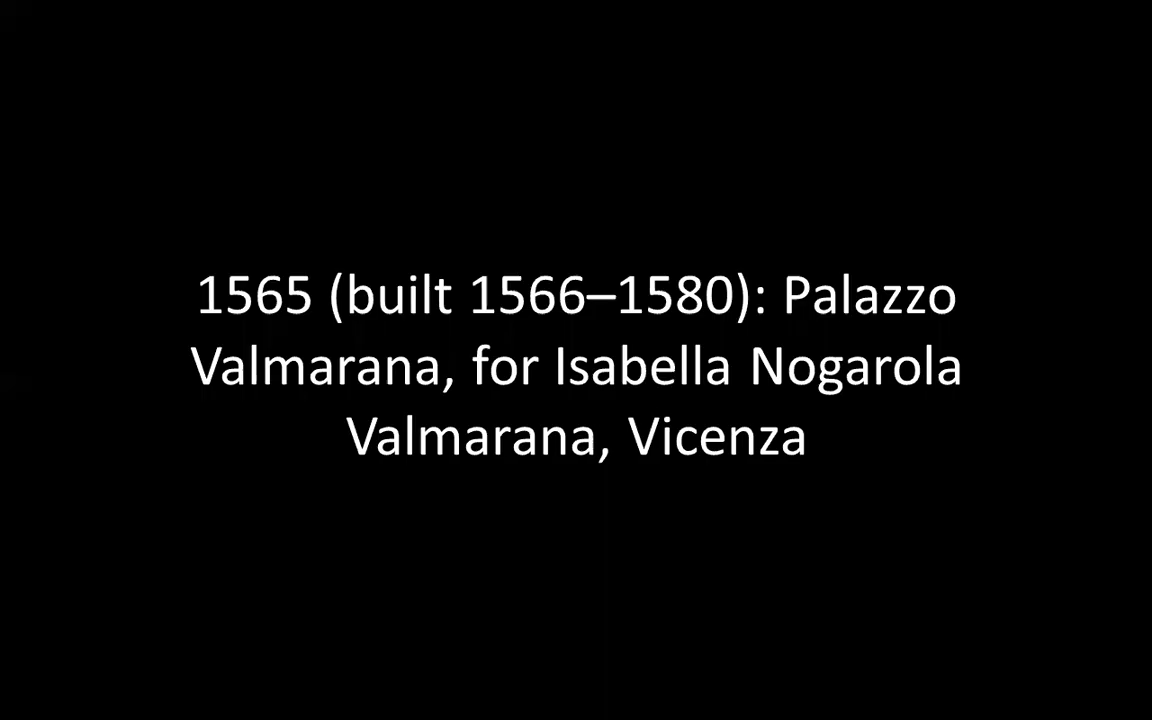 1565 (built 1566–1580): Palazzo
Valmarana, for Isabella Nogarola
Valmarana, Vicenza